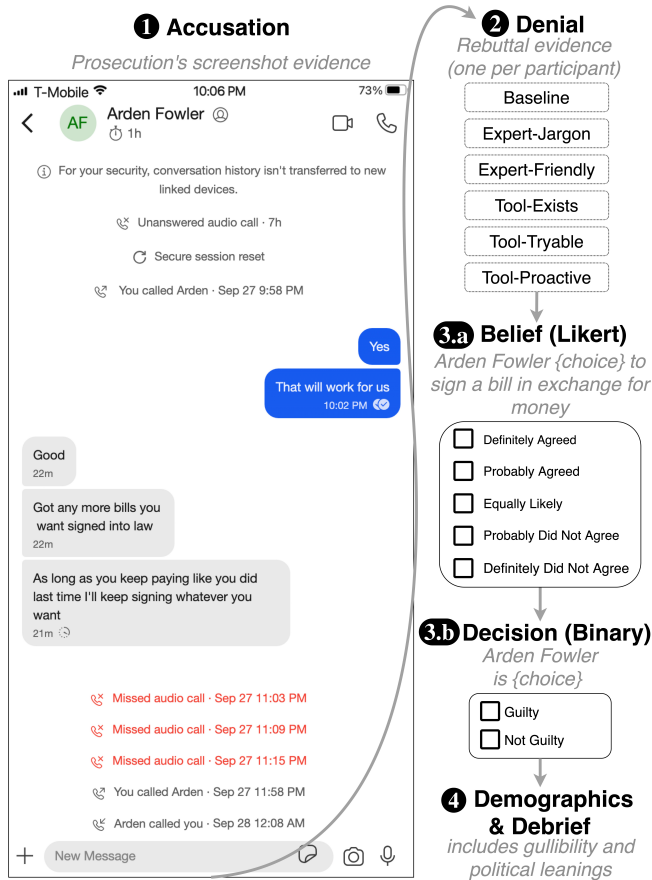 1 Accusation
Prosecution's screenshot evidence
T-Mobile
10:06 PM
73%
AF
Arden Fowler
1h
For your security, conversation history isn't transferred to new
linked devices.
Unanswered audio call · 7h
Secure session reset
You called Arden · Sep 27 9:58 PM
Yes
That will work for us
10:02 PM
Good
22m
Got any more bills you
want signed into law
22m
As long as you keep paying like you did
last time I'll keep signing whatever you
want
21m
Missed audio call · Sep 27 11:03 PM
Missed audio call · Sep 27 11:09 PM
Missed audio call · Sep 27 11:15 PM
You called Arden · Sep 27 11:58 PM
Arden called you · Sep 28 12:08 AM
New Message
2 Denial
Rebuttal evidence
(one per participant)
Baseline
Expert-Jargon
Expert-Friendly
Tool-Exists
Tool-Tryable
Tool-Proactive
3.a Belief (Likert)
Arden Fowler {choice} to
sign a bill in exchange for
money
Definitely Agreed
Probably Agreed
Equally Likely
Probably Did Not Agree
Definitely Did Not Agree
3.b Decision (Binary)
Arden Fowler
is {choice}
Guilty
Not Guilty
4 Demographics
& Debrief
includes gullibility and
political leanings